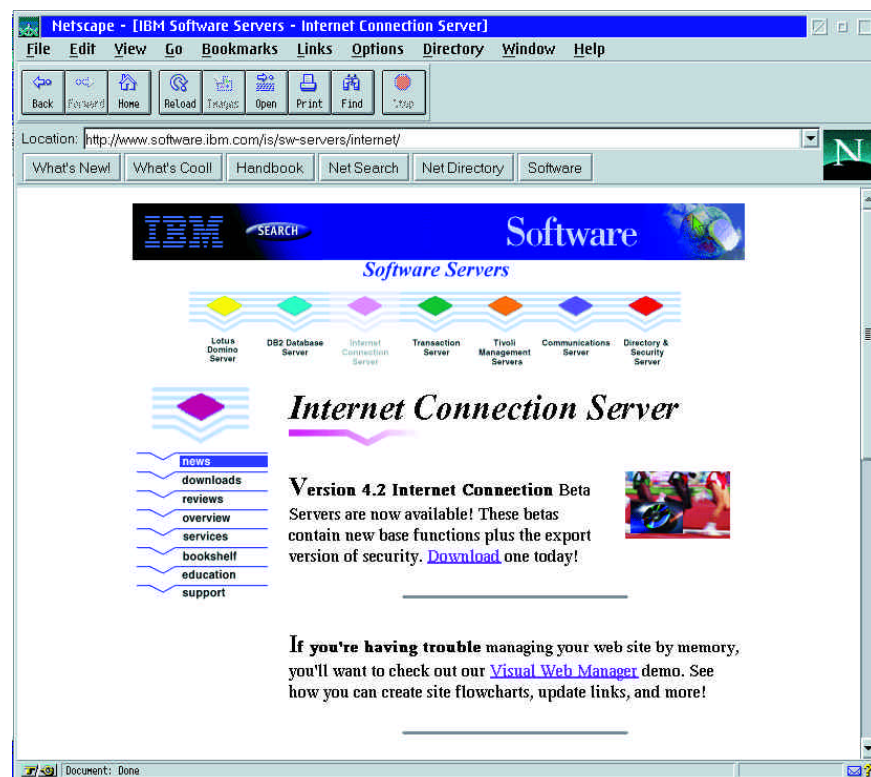 Netscape - [IBM Software Servers - Internet Connection Server]
File Edit View Go Bookmarks Links Options Directory Window Help
Back Forward Home Reload Images Open Print Find Stop
Location: http://www.software.ibm.com/is/sw-servers/internet/
N
What's New! What's Cool! Handbook Net Search Net Directory Software
IBM SEARCH Software
Software Servers
Lotus Domino Server
DB2 Database Server
Internet Connection Server
Transaction Server
Tivoli Management Servers
Communications Server
Directory & Security Server
Internet Connection Server
news
downloads
reviews
overview
services
bookshelf
education
support
Version 4.2 Internet Connection Beta
Servers are now available! These betas
contain new base functions plus the export
version of security. Download one today!
If you're having trouble managing your web site by memory,
you'll want to check out our Visual Web Manager demo. See
how you can create site flowcharts, update links, and more!
Document: Done